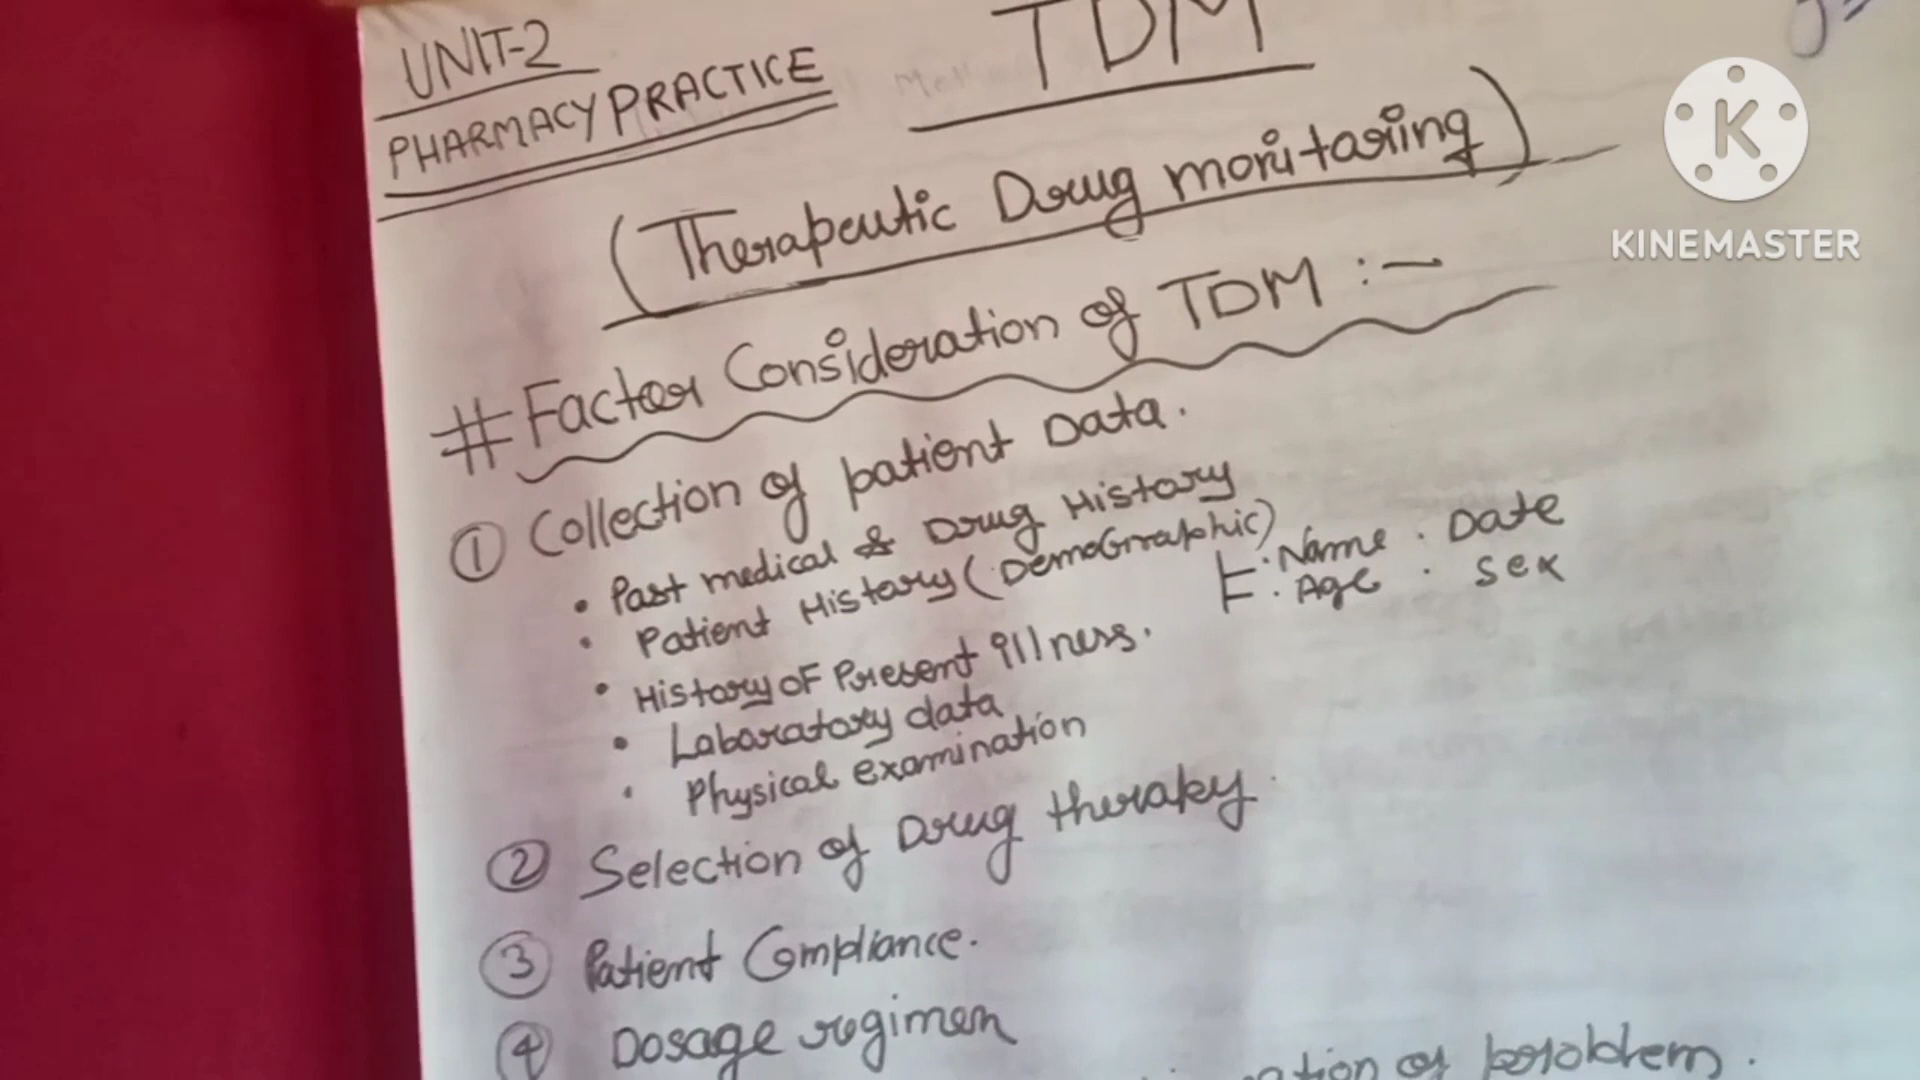 UNIT-2
PHARMACY PRACTICE
TDM
(Therapeutic Drug monitoring)
# Factor Consideration of TDM :-
① Collection of patient Data.
• Past medical & Drug History
• Patient History (DemoGraphic)
· Name · Date
· Age · Sex
• History OF Present illness.
• Laboratory data
• Physical examination
② Selection of Drug therapy.
③ Patient Compliance.
④ Dosage regimen
of problem.
K
KINEMASTER